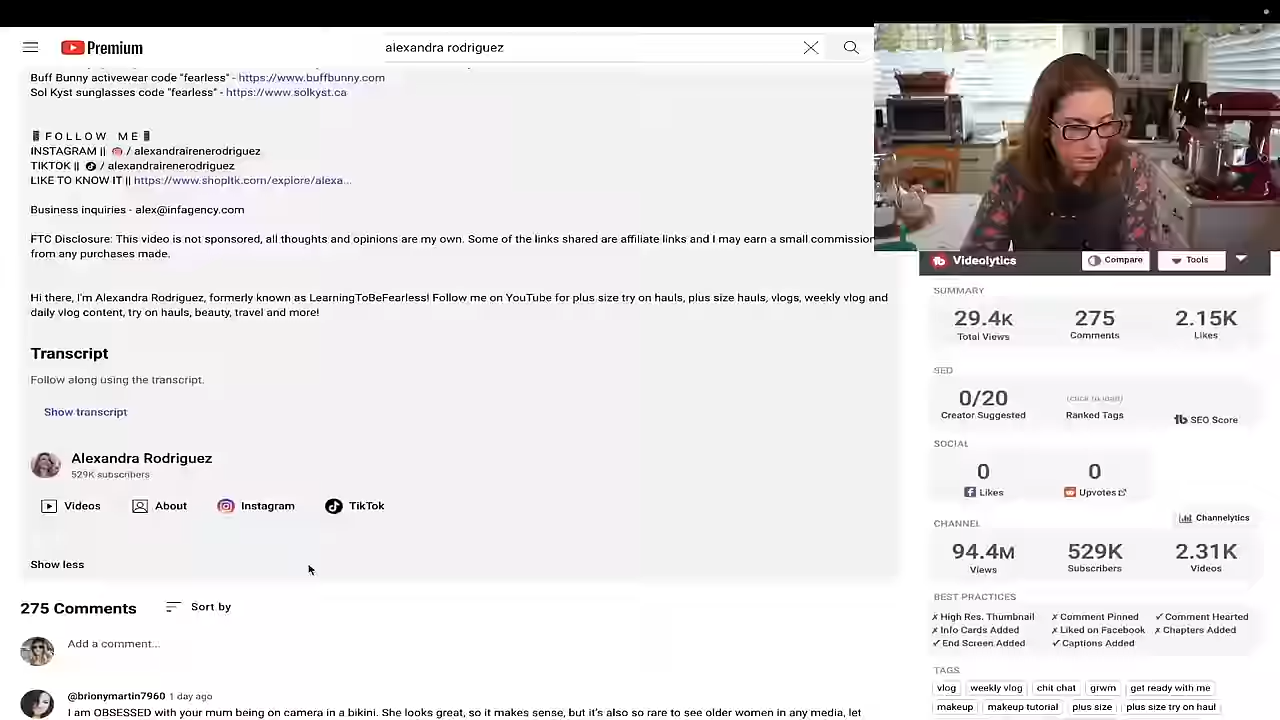 Premium
alexandra rodriguez
Buff Bunny activewear code "fearless" - https://www.buffbunny.com
Sol Kyst sunglasses code "fearless" - https://www.solkyst.ca
FOLLOW ME
INSTAGRAM || / alexandrairenerodriguez
TIKTOK || / alexandrairenerodriguez
LIKE TO KNOW IT || https://www.shopltk.com/explore/alexa...
Business inquiries - alex@infagency.com
FTC Disclosure: This video is not sponsored, all thoughts and opinions are my own. Some of the links shared are affiliate links and I may earn a small commission
from any purchases made.
Hi there, I'm Alexandra Rodriguez, formerly known as LearningToBeFearless! Follow me on YouTube for plus size try on hauls, plus size hauls, vlogs, weekly vlog and
daily vlog content, try on hauls, beauty, travel and more!
Transcript
Follow along using the transcript.
Show transcript
Alexandra Rodriguez
529K subscribers
Videos About Instagram TikTok
Show less
275 Comments Sort by
Add a comment...
@brionymartin7960 1 day ago
I am OBSESSED with your mum being on camera in a bikini. She looks great, so it makes sense, but it's also so rare to see older women in any media, let
Videolytics Compare Tools
SUMMARY
29.4K 275 2.15K
Total Views Comments Likes
SEO
0/20 (click to load)
Creator Suggested Ranked Tags SEO Score
SOCIAL
0 0
Likes Upvotes
Channelytics
CHANNEL
94.4M 529K 2.31K
Views Subscribers Videos
BEST PRACTICES
✗ High Res. Thumbnail ✗ Comment Pinned ✓ Comment Hearted
✗ Info Cards Added ✗ Liked on Facebook ✗ Chapters Added
✓ End Screen Added ✓ Captions Added
TAGS
vlog weekly vlog chit chat grwm get ready with me
makeup makeup tutorial plus size plus size try on haul